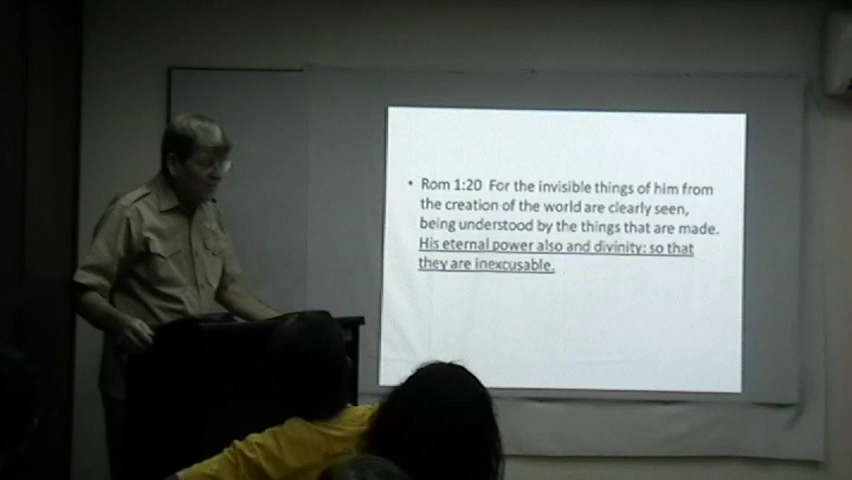 • Rom 1:20 For the invisible things of him from
the creation of the world are clearly seen,
being understood by the things that are made.
His eternal power also and divinity: so that
they are inexcusable.